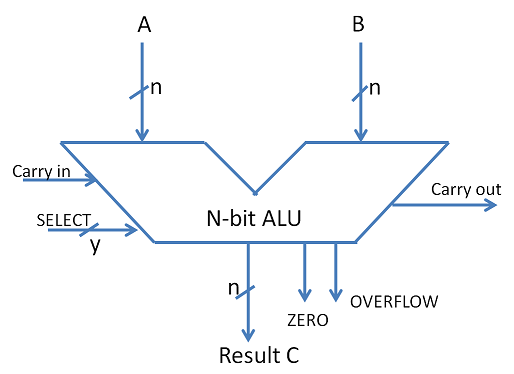 A
B
n
n
Carry in
Carry out
SELECT
y
N-bit ALU
n
ZERO
OVERFLOW
Result C